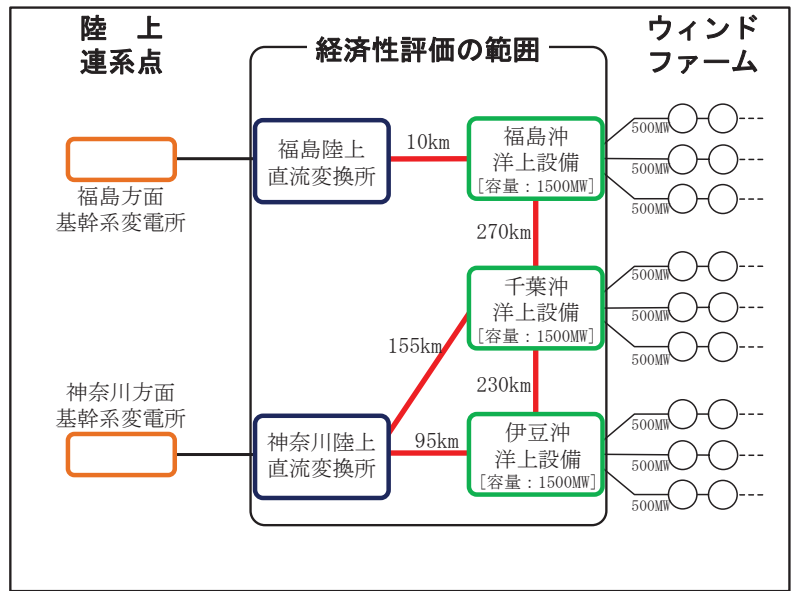 陸　上
連系点
経済性評価の範囲
ウィンド
ファーム
福島陸上
直流変換所
10km
福島沖
洋上設備
[容量：1500MW]
500MW
500MW
500MW
福島方面
基幹系変電所
270km
千葉沖
洋上設備
[容量：1500MW]
500MW
500MW
500MW
155km
230km
神奈川方面
基幹系変電所
神奈川陸上
直流変換所
95km
伊豆沖
洋上設備
[容量：1500MW]
500MW
500MW
500MW